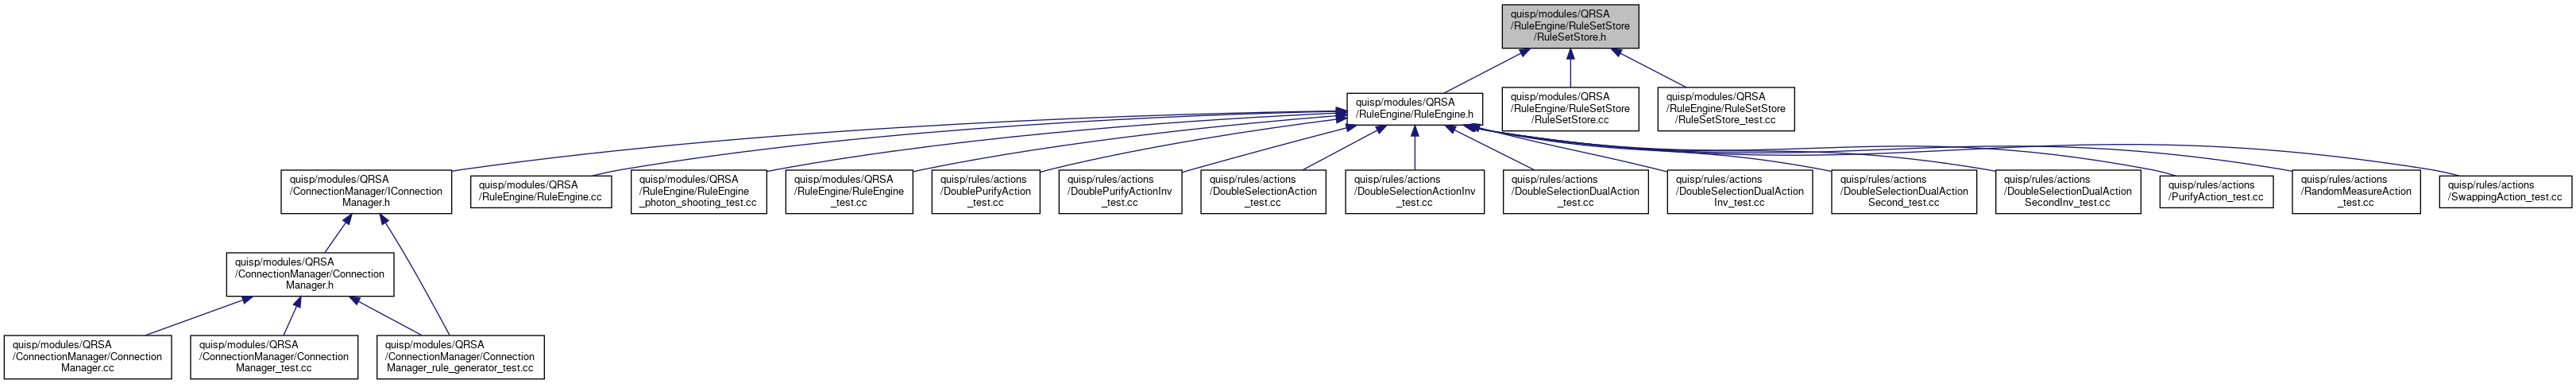 quisp/modules/QRSA
/RuleEngine/RuleSetStore
/RuleSetStore.h
quisp/modules/QRSA
/RuleEngine/RuleEngine.h
quisp/modules/QRSA
/RuleEngine/RuleSetStore
/RuleSetStore.cc
quisp/modules/QRSA
/RuleEngine/RuleSetStore
/RuleSetStore_test.cc
quisp/modules/QRSA
/ConnectionManager/IConnection
Manager.h
quisp/modules/QRSA
/RuleEngine/RuleEngine.cc
quisp/modules/QRSA
/RuleEngine/RuleEngine
_photon_shooting_test.cc
quisp/modules/QRSA
/RuleEngine/RuleEngine
_test.cc
quisp/rules/actions
/DoublePurifyAction
_test.cc
quisp/rules/actions
/DoublePurifyActionInv
_test.cc
quisp/rules/actions
/DoubleSelectionAction
_test.cc
quisp/rules/actions
/DoubleSelectionActionInv
_test.cc
quisp/rules/actions
/DoubleSelectionDualAction
_test.cc
quisp/rules/actions
/DoubleSelectionDualAction
Inv_test.cc
quisp/rules/actions
/DoubleSelectionDualAction
Second_test.cc
quisp/rules/actions
/DoubleSelectionDualAction
SecondInv_test.cc
quisp/rules/actions
/PurifyAction_test.cc
quisp/rules/actions
/RandomMeasureAction
_test.cc
quisp/rules/actions
/SwappingAction_test.cc
quisp/modules/QRSA
/ConnectionManager/Connection
Manager.h
quisp/modules/QRSA
/ConnectionManager/Connection
Manager.cc
quisp/modules/QRSA
/ConnectionManager/Connection
Manager_test.cc
quisp/modules/QRSA
/ConnectionManager/Connection
Manager_rule_generator_test.cc